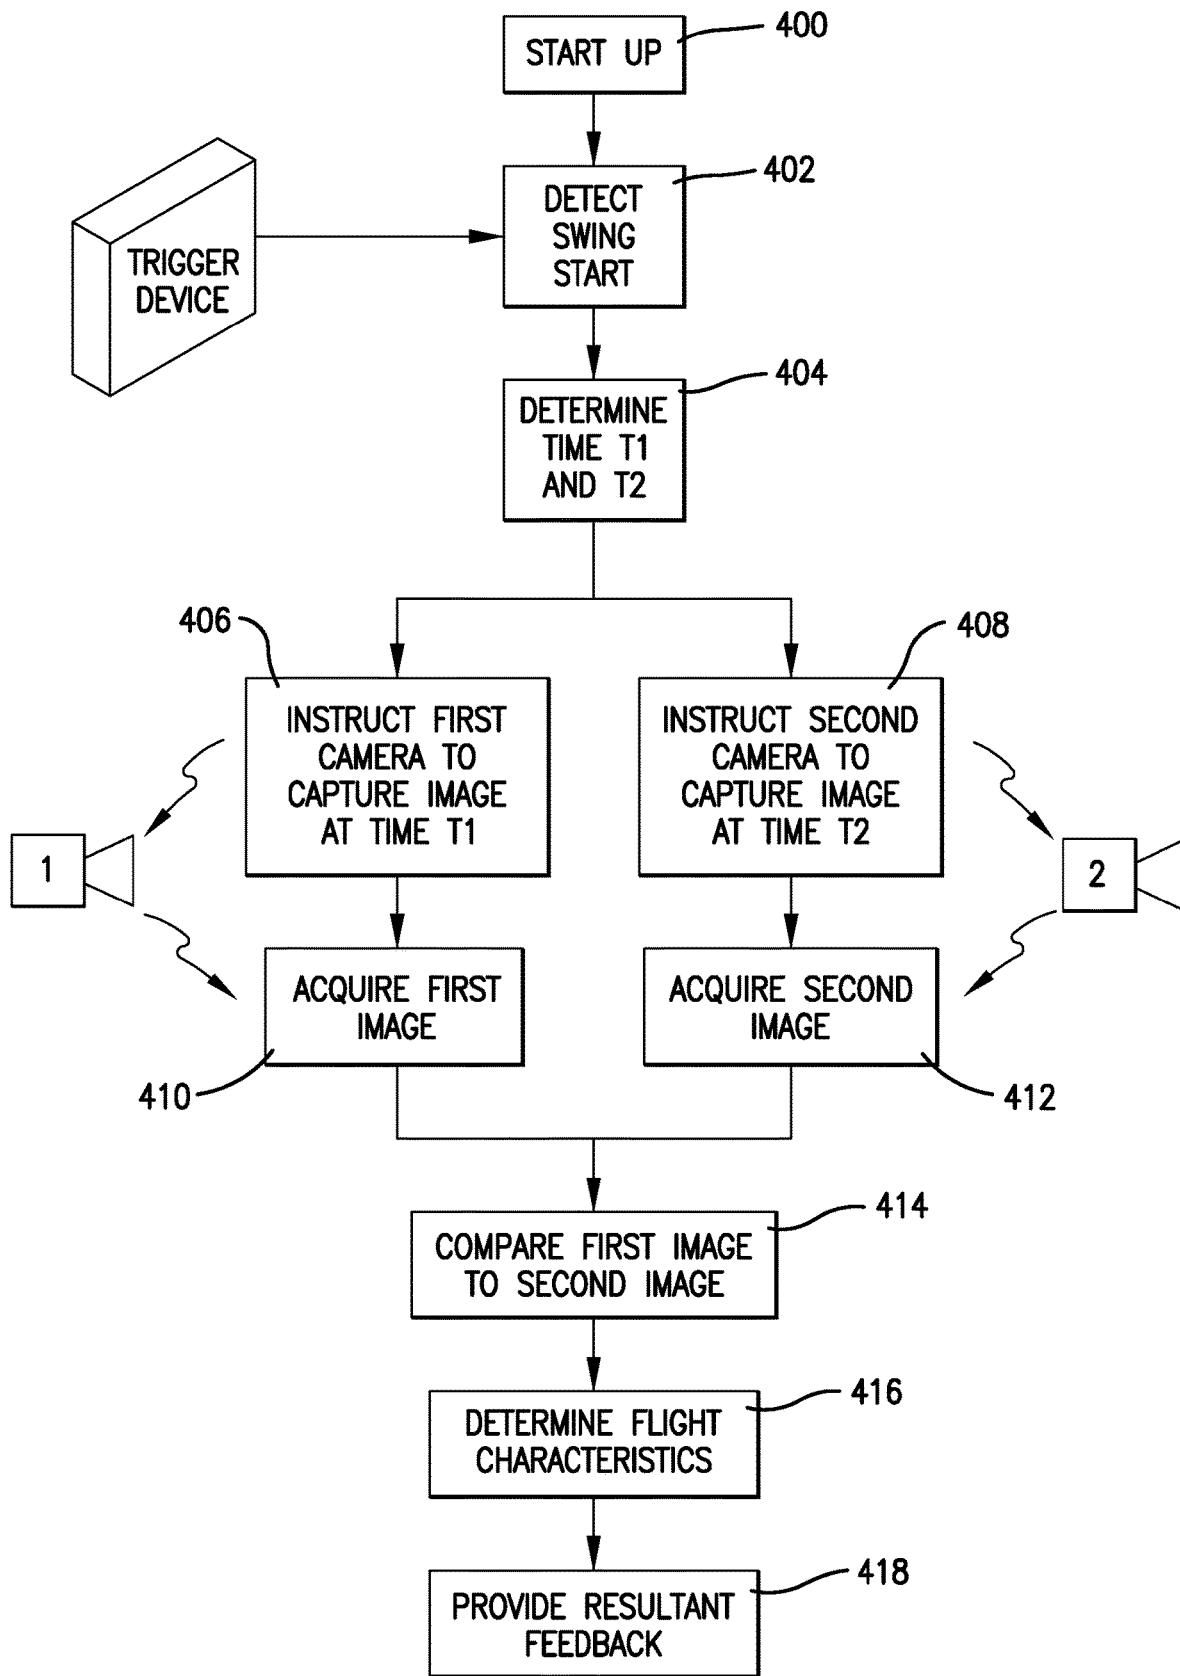 400
START UP
402
DETECT
SWING
START
TRIGGER
DEVICE
404
DETERMINE
TIME T1
AND T2
406
408
INSTRUCT FIRST
CAMERA TO
CAPTURE IMAGE
AT TIME T1
INSTRUCT SECOND
CAMERA TO
CAPTURE IMAGE
AT TIME T2
1
2
ACQUIRE FIRST
IMAGE
ACQUIRE SECOND
IMAGE
410
412
414
COMPARE FIRST IMAGE
TO SECOND IMAGE
416
DETERMINE FLIGHT
CHARACTERISTICS
418
PROVIDE RESULTANT
FEEDBACK